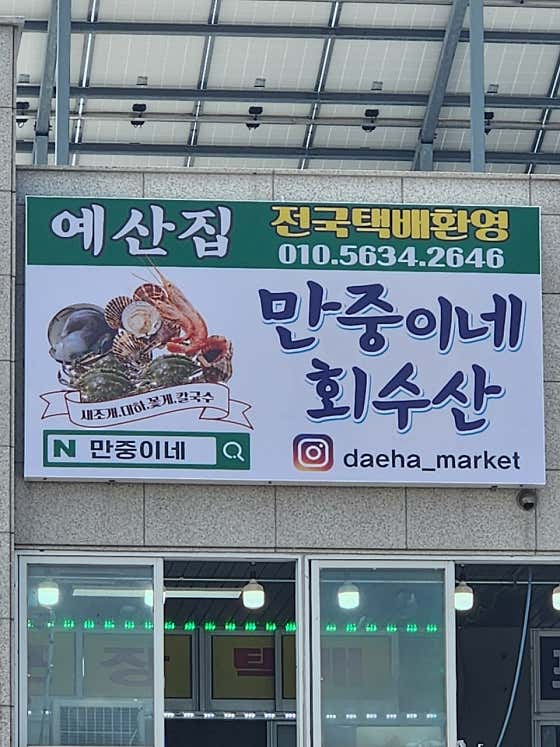 예산집
전국택배환영
010.5634.2646
만중이네
회수산
새조개.대하.꽃게.칼국수
N 만중이네
daeha_market